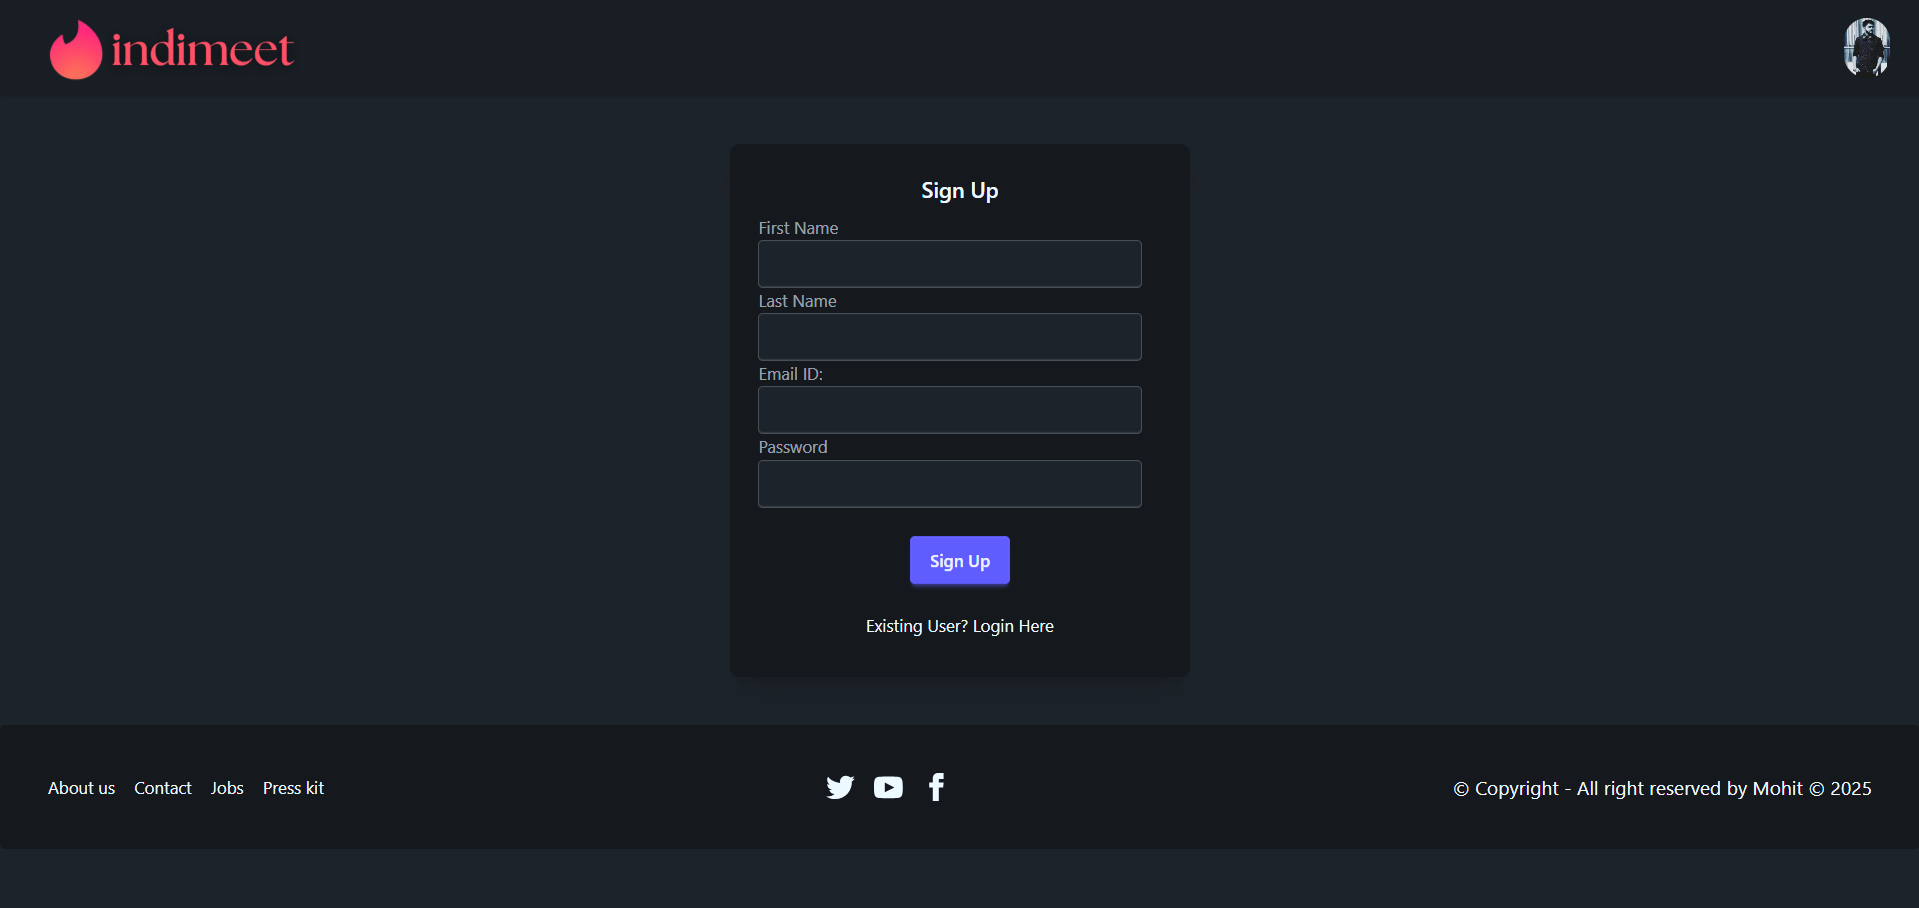 indimeet
Sign Up
First Name
Last Name
Email ID:
Password
Sign Up
Existing User? Login Here
About us Contact Jobs Press kit
© Copyright - All right reserved by Mohit © 2025